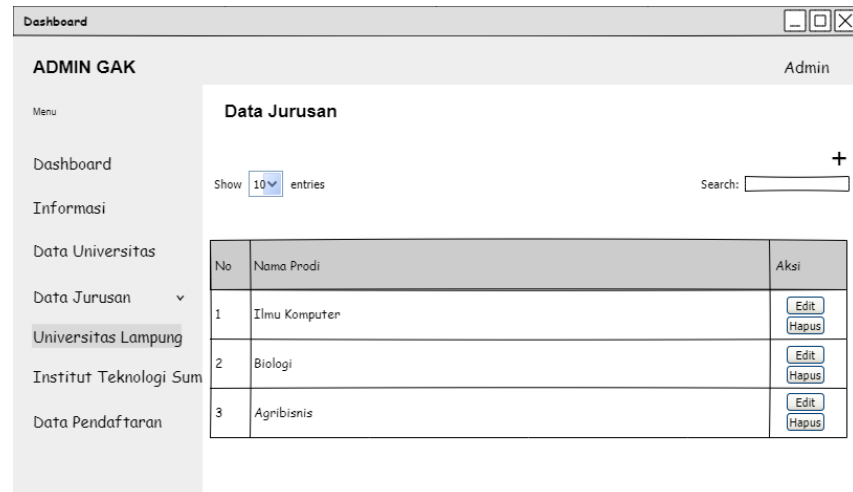 Dashboard
ADMIN GAK
Admin
Menu
Dashboard
Informasi
Data Universitas
Data Jurusan
Universitas Lampung
Institut Teknologi Sum
Data Pendaftaran
Data Jurusan
+
Show 10 entries
Search:
No Nama Prodi Aksi
1 Ilmu Komputer Edit
Hapus
2 Biologi Edit
Hapus
3 Agribisnis Edit
Hapus